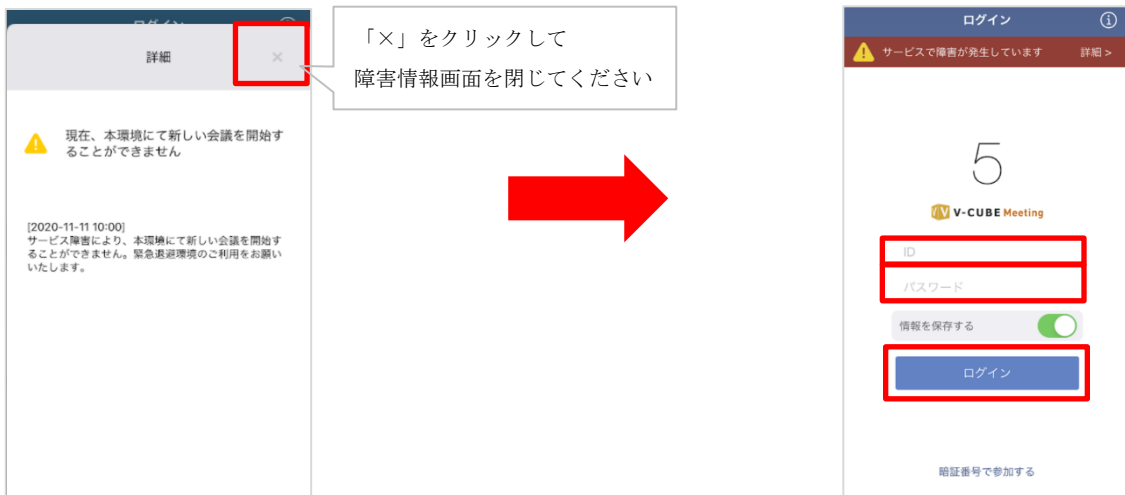 ログイン
詳細
×
現在、本環境にて新しい会議を開始す
ることができません
[2020-11-11 10:00]
サービス障害により、本環境にて新しい会議を開始す
ることができません。緊急退避環境のご利用をお願い
いたします。
「×」をクリックして
障害情報画面を閉じてください
ログイン
サービスで障害が発生しています
詳細 >
5
V-CUBE Meeting
ID
パスワード
情報を保存する
ログイン
暗証番号で参加する